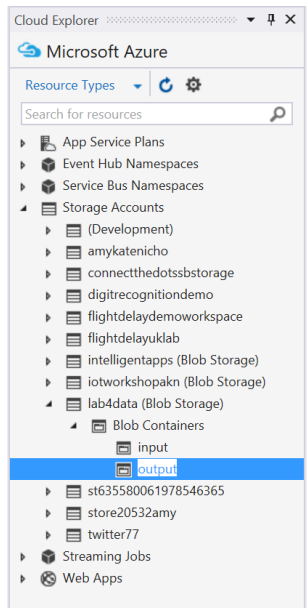 Cloud Explorer
Microsoft Azure
Resource Types
Search for resources
App Service Plans
Event Hub Namespaces
Service Bus Namespaces
Storage Accounts
(Development)
amykatenicho
connectthedotssbstorage
digitrecognitiondemo
flightdelaydemoworkspace
flightdelayuklab
intelligentapps (Blob Storage)
iotworkshopakn (Blob Storage)
lab4data (Blob Storage)
Blob Containers
input
output
st635580061978546365
store20532amy
twitter77
Streaming Jobs
Web Apps